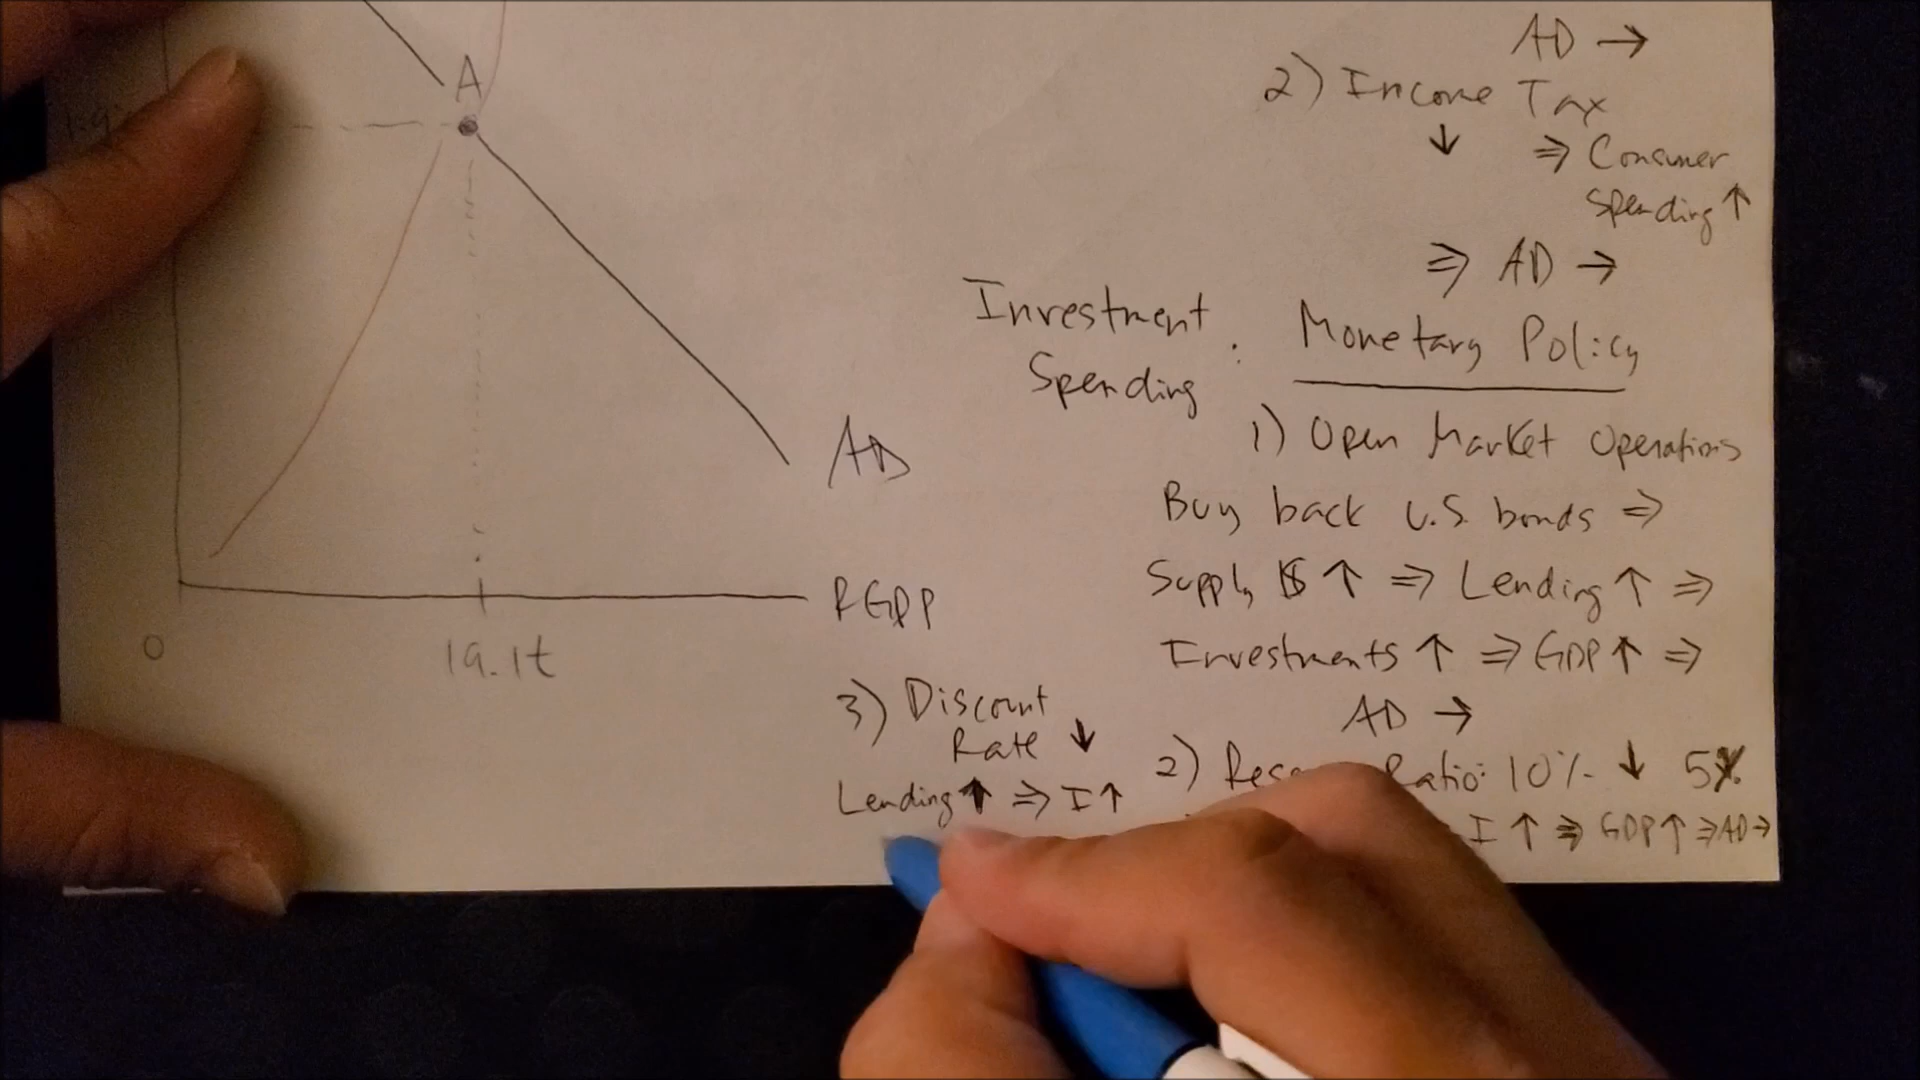 AD →
2) Income Tax
↓ ⇒ Consumer
Spending ↑
⇒ AD →
A
Investment
Spending : Monetary Policy
1) Open Market Operations
Buy back U.S. bonds ⇒
Supply $ ↑ ⇒ Lending ↑ ⇒
Investments ↑ ⇒ GDP ↑ ⇒
AD →
2) Ratio: 10% ↓ 5%
I ↑ ⇒ GDP ↑ ⇒ AD →
AD
RGDP
0
19.1t
3) Discount
Rate ↓
Lending ↑ ⇒ I ↑